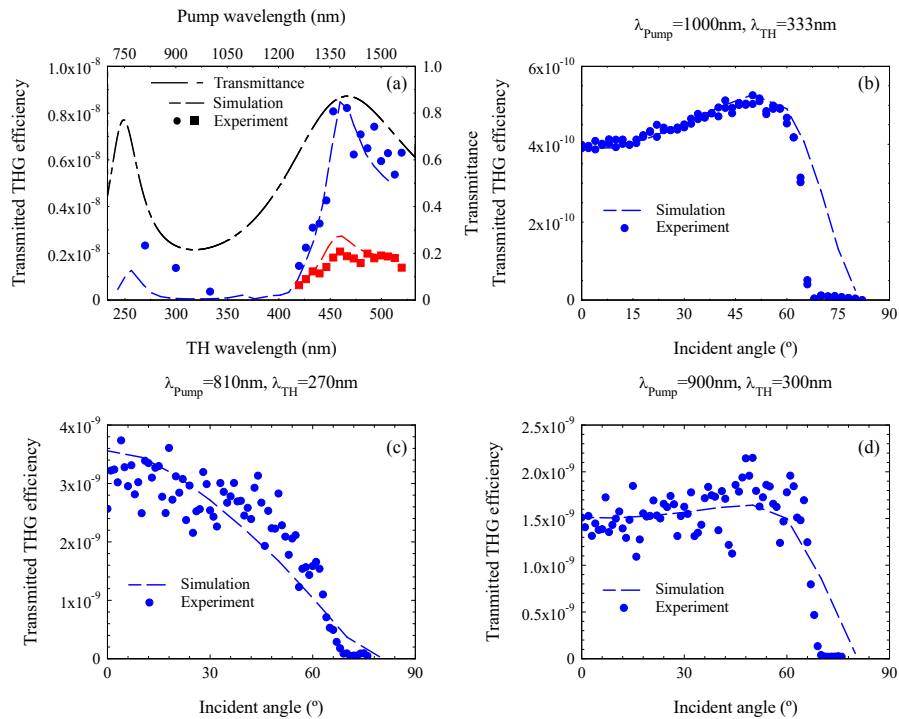 Pump wavelength (nm)
750 900 1050 1200 1350 1500
1.0x10-8
0.8x10-8
0.6x10-8
0.4x10-8
0.2x10-8
0
Transmitted THG efficiency
(a)
Transmittance
Simulation
Experiment
1.0
0.8
0.6
0.4
0.2
0
Transmittance
250 300 350 400 450 500
TH wavelength (nm)
λPump=1000nm, λTH=333nm
6x10-10
4x10-10
2x10-10
0
Transmitted THG efficiency
(b)
Simulation
Experiment
0 15 30 45 60 75 90
Incident angle (º)
λPump=810nm, λTH=270nm
4x10-9
3x10-9
2x10-9
1x10-9
0
Transmitted THG efficiency
(c)
Simulation
Experiment
0 30 60 90
Incident angle (º)
λPump=900nm, λTH=300nm
2.5x10-9
2.0x10-9
1.5x10-9
1.0x10-9
0.5x10-9
0
Tranmitted THG efficiency
(d)
Simulation
Experiment
0 30 60 90
Incident angle (º)